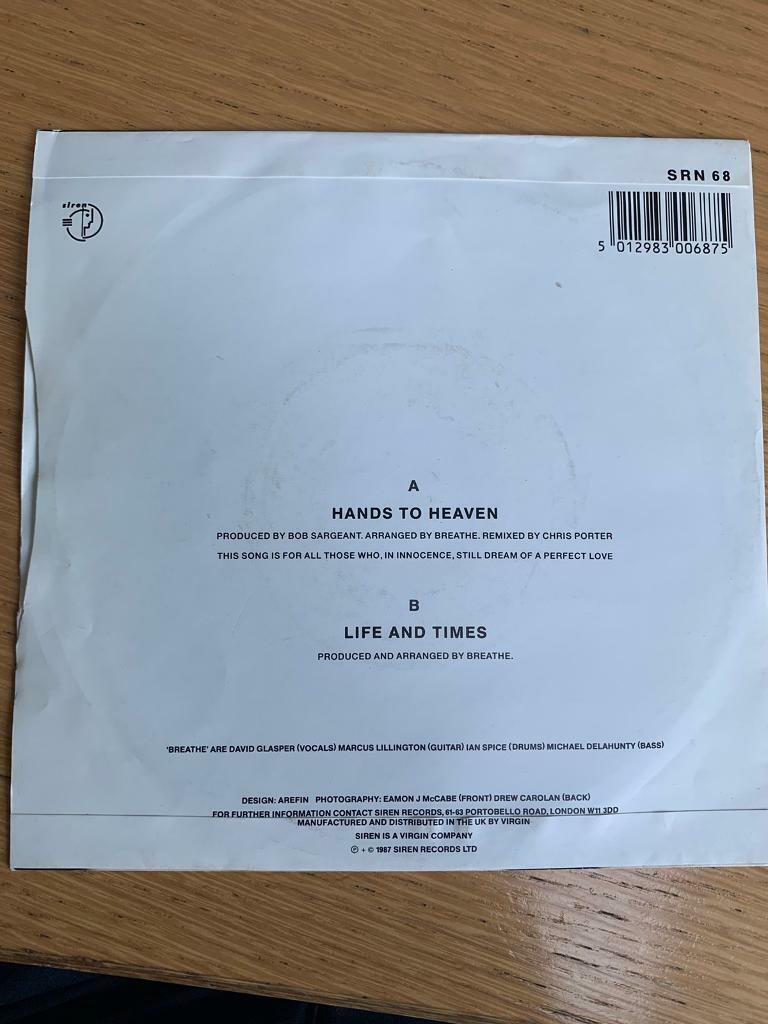 SRN 68
siren
5 012983 006875
A
HANDS TO HEAVEN
PRODUCED BY BOB SARGEANT. ARRANGED BY BREATHE. REMIXED BY CHRIS PORTER
THIS SONG IS FOR ALL THOSE WHO, IN INNOCENCE, STILL DREAM OF A PERFECT LOVE
B
LIFE AND TIMES
PRODUCED AND ARRANGED BY BREATHE.
'BREATHE' ARE DAVID GLASPER (VOCALS) MARCUS LILLINGTON (GUITAR) IAN SPICE (DRUMS) MICHAEL DELAHUNTY (BASS)
DESIGN: AREFIN PHOTOGRAPHY: EAMON J McCABE (FRONT) DREW CAROLAN (BACK)
FOR FURTHER INFORMATION CONTACT SIREN RECORDS, 61-63 PORTOBELLO ROAD, LONDON W11 3DD
MANUFACTURED AND DISTRIBUTED IN THE UK BY VIRGIN
SIREN IS A VIRGIN COMPANY
℗ + © 1987 SIREN RECORDS LTD